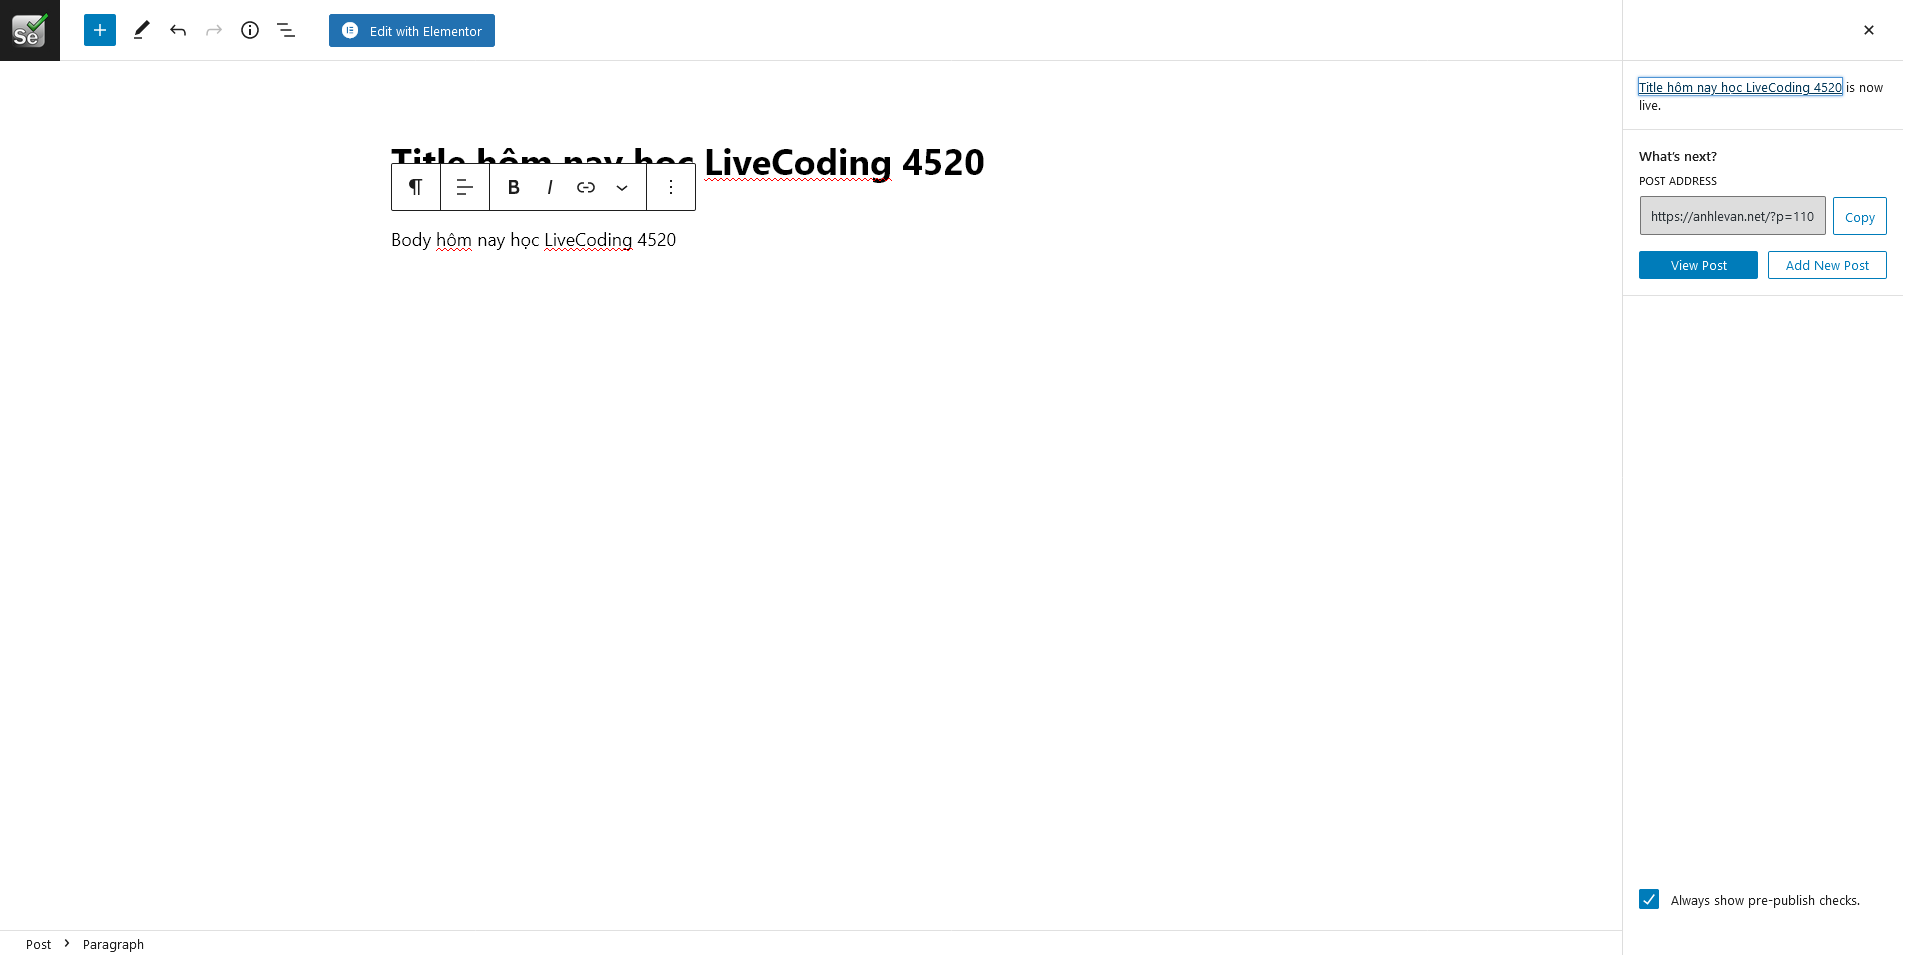 Se
Edit with Elementor
Title hôm nay học LiveCoding 4520
B I
Body hôm nay học LiveCoding 4520
Title hôm nay học LiveCoding 4520 is now
live.
What's next?
POST ADDRESS
https://anhlevan.net/?p=110
Copy
View Post
Add New Post
Always show pre-publish checks.
Post
Paragraph